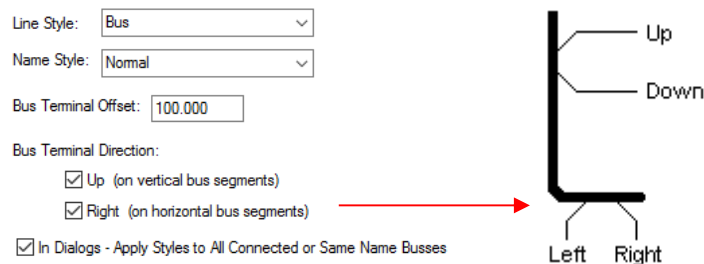 Line Style: Bus
Name Style: Normal
Bus Terminal Offset: 100.000
Bus Terminal Direction:
Up (on vertical bus segments)
Right (on horizontal bus segments)
In Dialogs - Apply Styles to All Connected or Same Name Busses
Up
Down
Left Right